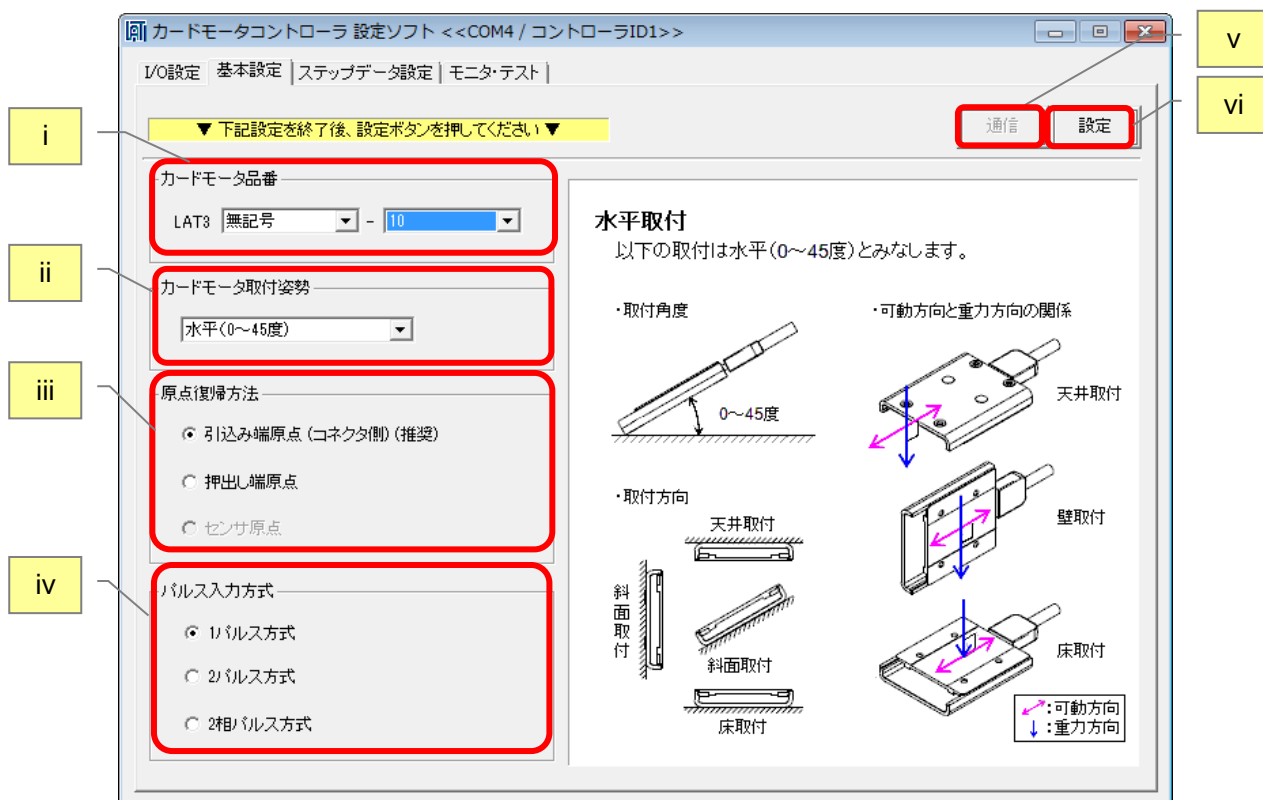 カードモータコントローラ 設定ソフト <<COM4 / コントローラID1>>
I/O設定 基本設定 ステップデータ設定 モニタ・テスト
▼ 下記設定を終了後、設定ボタンを押してください ▼
通信 設定
v
vi
i
カードモータ品番
LAT3 無記号 - 10
ii
カードモータ取付姿勢
水平(0～45度)
iii
原点復帰方法
引込み端原点 (コネクタ側) (推奨)
押出し端原点
センサ原点
iv
パルス入力方式
1パルス方式
2パルス方式
2相パルス方式
水平取付
以下の取付は水平(0～45度)とみなします。
・取付角度
0～45度
・取付方向
天井取付
斜面取付
斜面取付
床取付
・可動方向と重力方向の関係
天井取付
壁取付
床取付
:可動方向
:重力方向